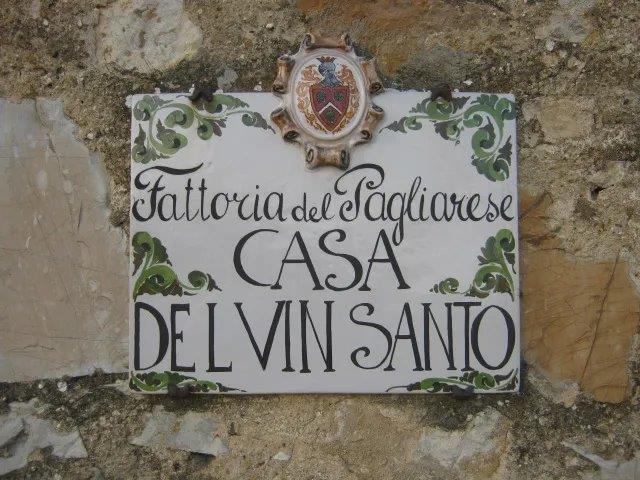 Fattoria del Pagliarese
CASA
DEL VIN SANTO